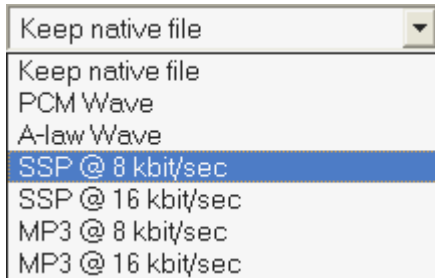 Keep native file
Keep native file
PCM Wave
A-law Wave
SSP @ 8 kbit/sec
SSP @ 16 kbit/sec
MP3 @ 8 kbit/sec
MP3 @ 16 kbit/sec